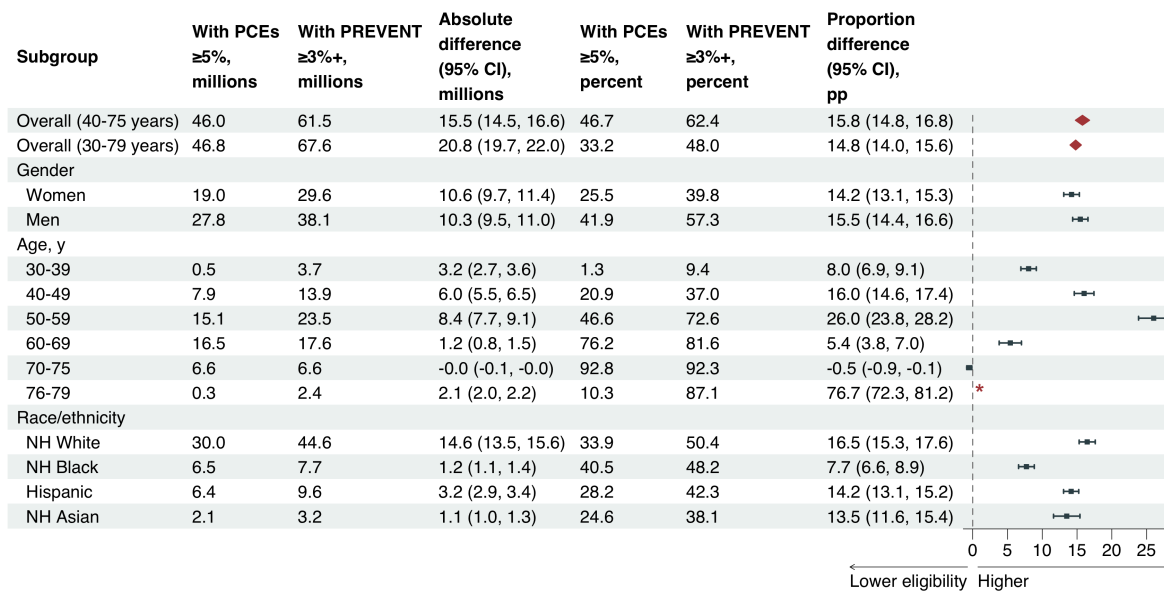 Subgroup With PCEs ≥5%, millions With PREVENT ≥3%+, millions Absolute difference (95% CI), millions With PCEs ≥5%, percent With PREVENT ≥3%+, percent Proportion difference (95% CI), pp
Overall (40-75 years) 46.0 61.5 15.5 (14.5, 16.6) 46.7 62.4 15.8 (14.8, 16.8)
Overall (30-79 years) 46.8 67.6 20.8 (19.7, 22.0) 33.2 48.0 14.8 (14.0, 15.6)
Gender
Women 19.0 29.6 10.6 (9.7, 11.4) 25.5 39.8 14.2 (13.1, 15.3)
Men 27.8 38.1 10.3 (9.5, 11.0) 41.9 57.3 15.5 (14.4, 16.6)
Age, y
30-39 0.5 3.7 3.2 (2.7, 3.6) 1.3 9.4 8.0 (6.9, 9.1)
40-49 7.9 13.9 6.0 (5.5, 6.5) 20.9 37.0 16.0 (14.6, 17.4)
50-59 15.1 23.5 8.4 (7.7, 9.1) 46.6 72.6 26.0 (23.8, 28.2)
60-69 16.5 17.6 1.2 (0.8, 1.5) 76.2 81.6 5.4 (3.8, 7.0)
70-75 6.6 6.6 -0.0 (-0.1, -0.0) 92.8 92.3 -0.5 (-0.9, -0.1)
76-79 0.3 2.4 2.1 (2.0, 2.2) 10.3 87.1 76.7 (72.3, 81.2) *
Race/ethnicity
NH White 30.0 44.6 14.6 (13.5, 15.6) 33.9 50.4 16.5 (15.3, 17.6)
NH Black 6.5 7.7 1.2 (1.1, 1.4) 40.5 48.2 7.7 (6.6, 8.9)
Hispanic 6.4 9.6 3.2 (2.9, 3.4) 28.2 42.3 14.2 (13.1, 15.2)
NH Asian 2.1 3.2 1.1 (1.0, 1.3) 24.6 38.1 13.5 (11.6, 15.4)
0 5 10 15 20 25
Lower eligibility Higher